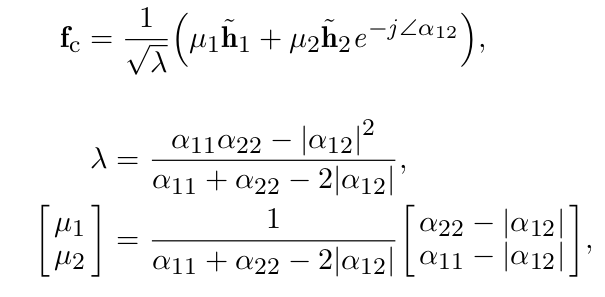 $\mathbf{f}_{\mathrm{c}} = \frac{1}{\sqrt{\lambda}} \Big( \mu_1 \tilde{\mathbf{h}}_1 + \mu_2 \tilde{\mathbf{h}}_2 e^{-j\angle\alpha_{12}} \Big),$
$\lambda = \frac{\alpha_{11}\alpha_{22} - |\alpha_{12}|^2}{\alpha_{11} + \alpha_{22} - 2|\alpha_{12}|},$
$\begin{bmatrix} \mu_1 \\ \mu_2 \end{bmatrix} = \frac{1}{\alpha_{11} + \alpha_{22} - 2|\alpha_{12}|} \begin{bmatrix} \alpha_{22} - |\alpha_{12}| \\ \alpha_{11} - |\alpha_{12}| \end{bmatrix},$